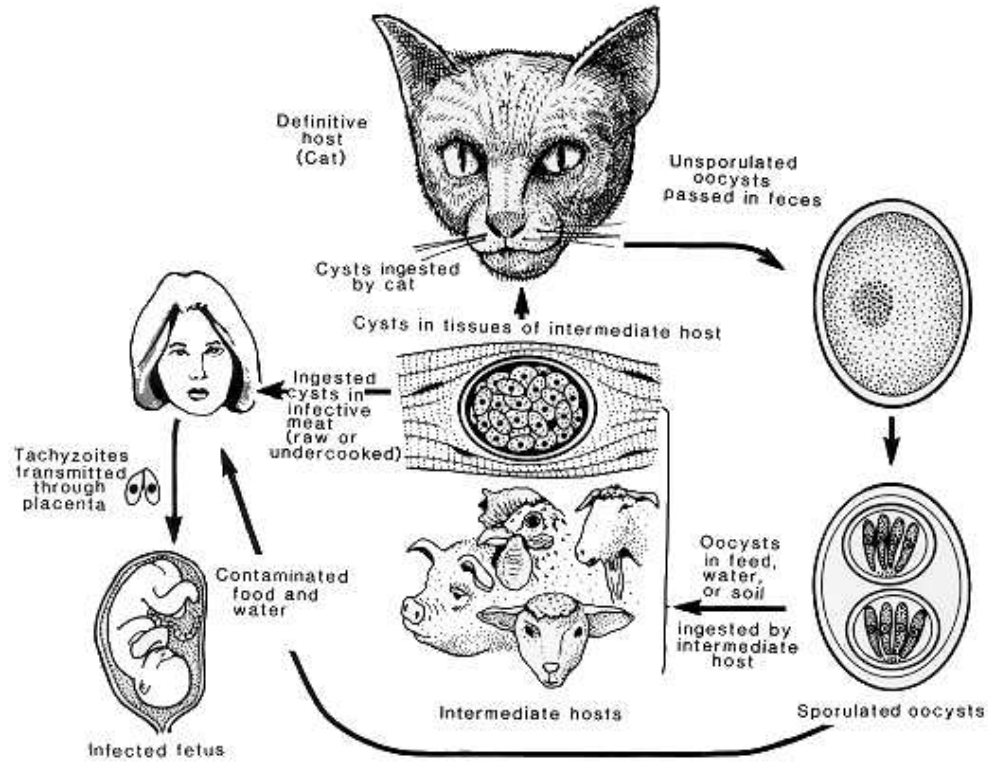 Definitive
host
(Cat)
Unsporulated
oocysts
passed in feces
Cysts ingested
by cat
Cysts in tissues of intermediate host
Ingested
cysts in
infective
meat
(raw or
undercooked)
Tachyzoites
transmitted
through
placenta
Contaminated
food and
water
Oocysts
in feed,
water,
or soil
ingested by
intermediate
host
Infected fetus
Intermediate hosts
Sporulated oocysts